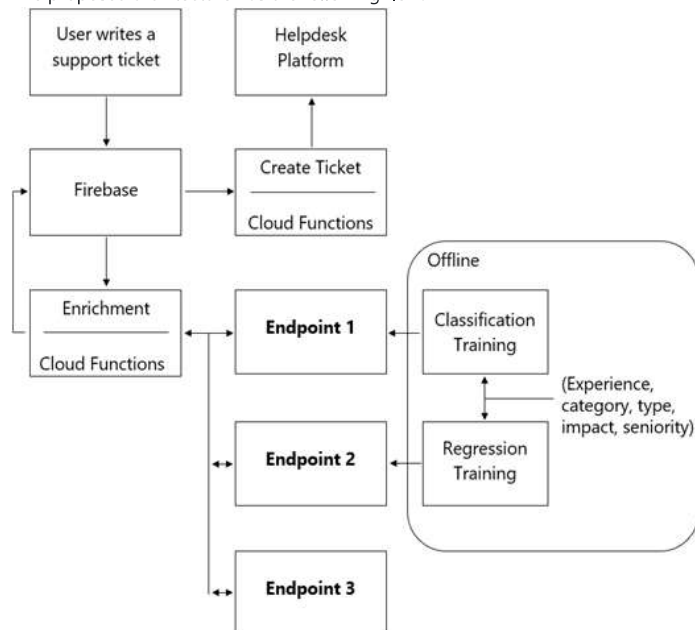 User writes a
support ticket
Helpdesk
Platform
Firebase
Create Ticket
Cloud Functions
Enrichment
Cloud Functions
Offline
Endpoint 1
Classification
Training
(Experience,
category, type,
impact, seniority)
Endpoint 2
Regression
Training
Endpoint 3